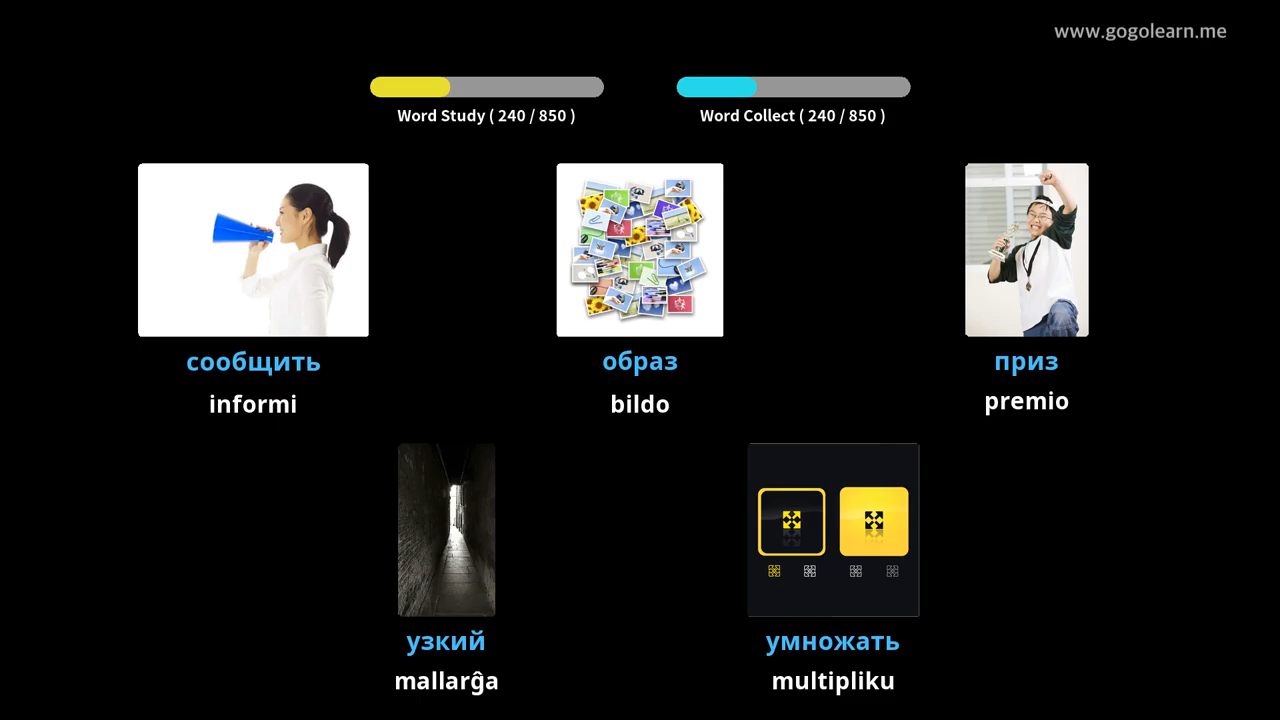 www.gogolearn.me
Word Study ( 240 / 850 )
Word Collect ( 240 / 850 )
сообщить
informi
образ
bildo
приз
premio
узкий
mallarĝa
умножать
multipliku